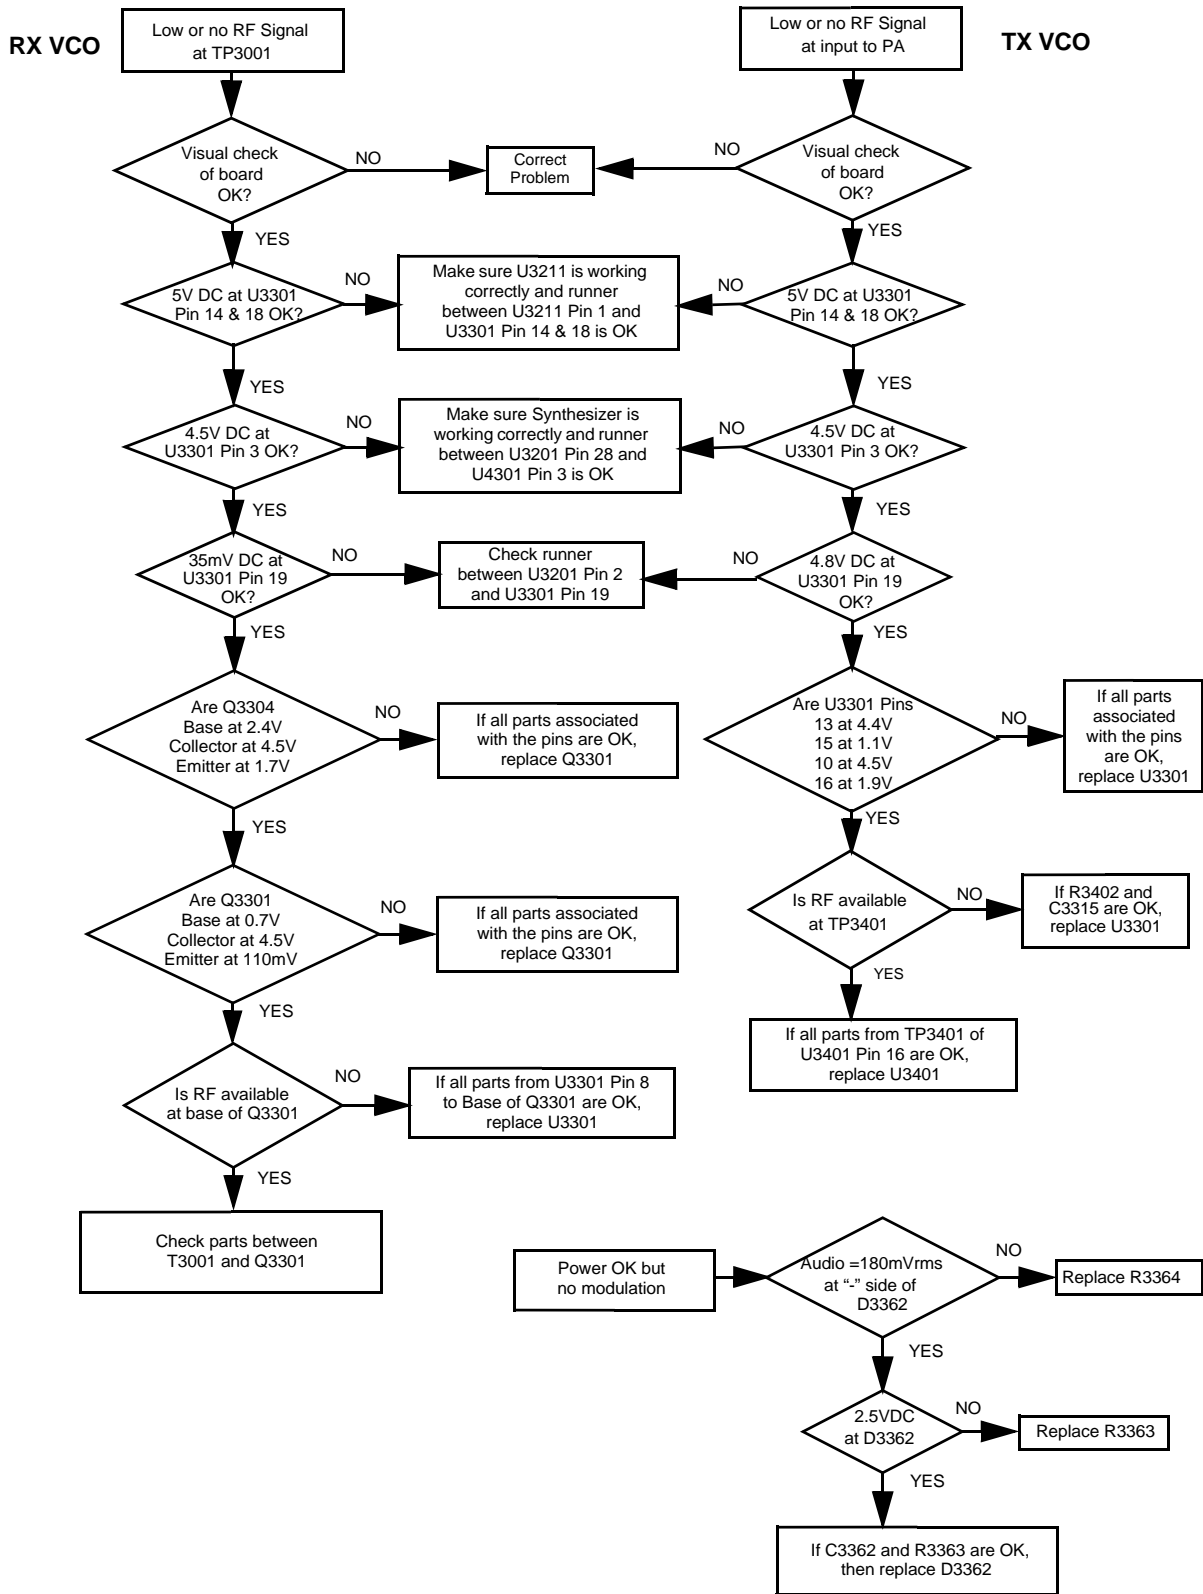 RX VCO
Low or no RF Signal
at TP3001
Visual check
of board
OK?
NO
YES
Correct
Problem
5V DC at U3301
Pin 14 & 18 OK?
NO
YES
Make sure U3211 is working
correctly and runner
between U3211 Pin 1 and
U3301 Pin 14 & 18 is OK
4.5V DC at
U3301 Pin 3 OK?
NO
YES
Make sure Synthesizer is
working correctly and runner
between U3201 Pin 28 and
U4301 Pin 3 is OK
35mV DC at
U3301 Pin 19
OK?
NO
YES
Check runner
between U3201 Pin 2
and U3301 Pin 19
Are Q3304
Base at 2.4V
Collector at 4.5V
Emitter at 1.7V
NO
YES
If all parts associated
with the pins are OK,
replace Q3301
Are Q3301
Base at 0.7V
Collector at 4.5V
Emitter at 110mV
NO
YES
If all parts associated
with the pins are OK,
replace Q3301
Is RF available
at base of Q3301
NO
YES
If all parts from U3301 Pin 8
to Base of Q3301 are OK,
replace U3301
Check parts between
T3001 and Q3301
TX VCO
Low or no RF Signal
at input to PA
Visual check
of board
OK?
NO
YES
5V DC at U3301
Pin 14 & 18 OK?
NO
YES
4.5V DC at
U3301 Pin 3 OK?
NO
YES
4.8V DC at
U3301 Pin 19
OK?
NO
YES
Are U3301 Pins
13 at 4.4V
15 at 1.1V
10 at 4.5V
16 at 1.9V
NO
YES
If all parts
associated
with the pins
are OK,
replace U3301
Is RF available
at TP3401
NO
YES
If R3402 and
C3315 are OK,
replace U3301
If all parts from TP3401 of
U3401 Pin 16 are OK,
replace U3401
Power OK but
no modulation
Audio =180mVrms
at “-” side of
D3362
NO
YES
Replace R3364
2.5VDC
at D3362
NO
YES
Replace R3363
If C3362 and R3363 are OK,
then replace D3362